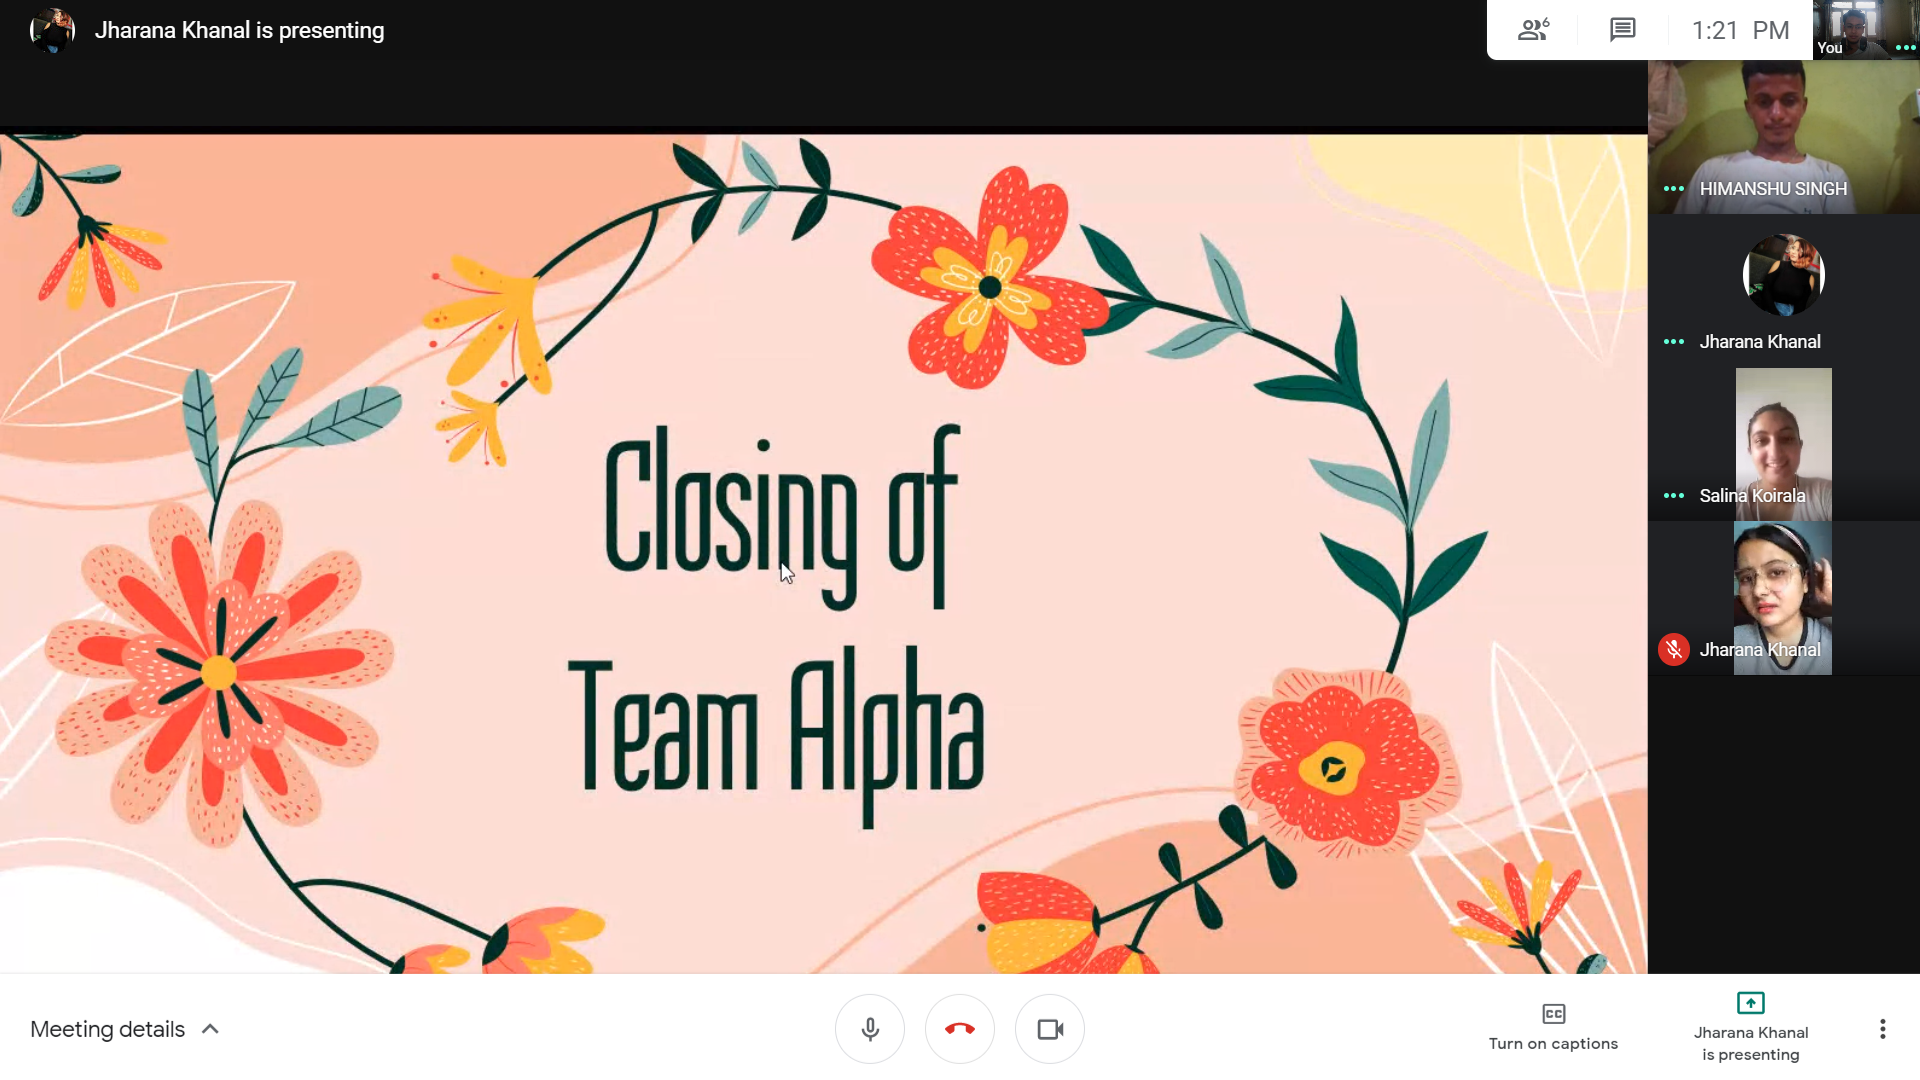 Jharana Khanal is presenting
6
1:21 PM
You
HIMANSHU SINGH
Jharana Khanal
Salina Koirala
Jharana Khanal
Closing of
Team Alpha
Meeting details
CC
Turn on captions
Jharana Khanal
is presenting